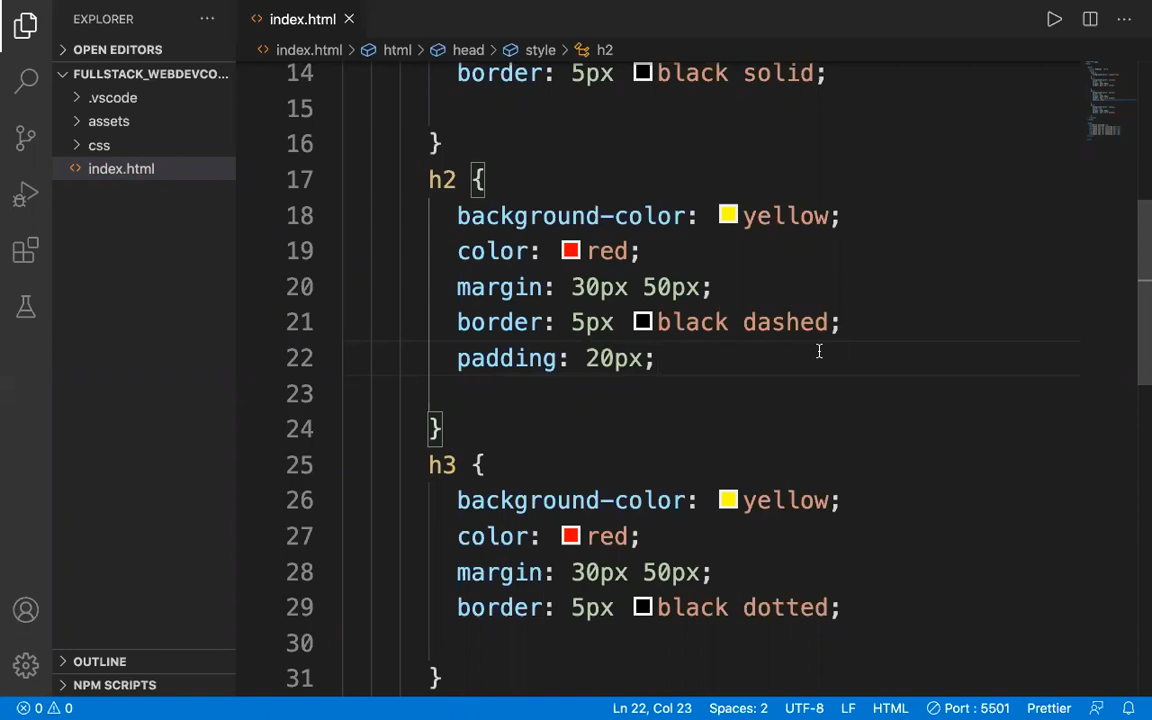 EXPLORER
index.html
OPEN EDITORS
index.html html head style h2
FULLSTACK_WEBDEVCO...
.vscode
assets
css
index.html
14 border: 5px black solid;
15
16 }
17 h2 {
18 background-color: yellow;
19 color: red;
20 margin: 30px 50px;
21 border: 5px black dashed;
22 padding: 20px;
23
24 }
25 h3 {
26 background-color: yellow;
27 color: red;
28 margin: 30px 50px;
29 border: 5px black dotted;
30
31 }
OUTLINE
NPM SCRIPTS
0 0 Ln 22, Col 23 Spaces: 2 UTF-8 LF HTML Port : 5501 Prettier